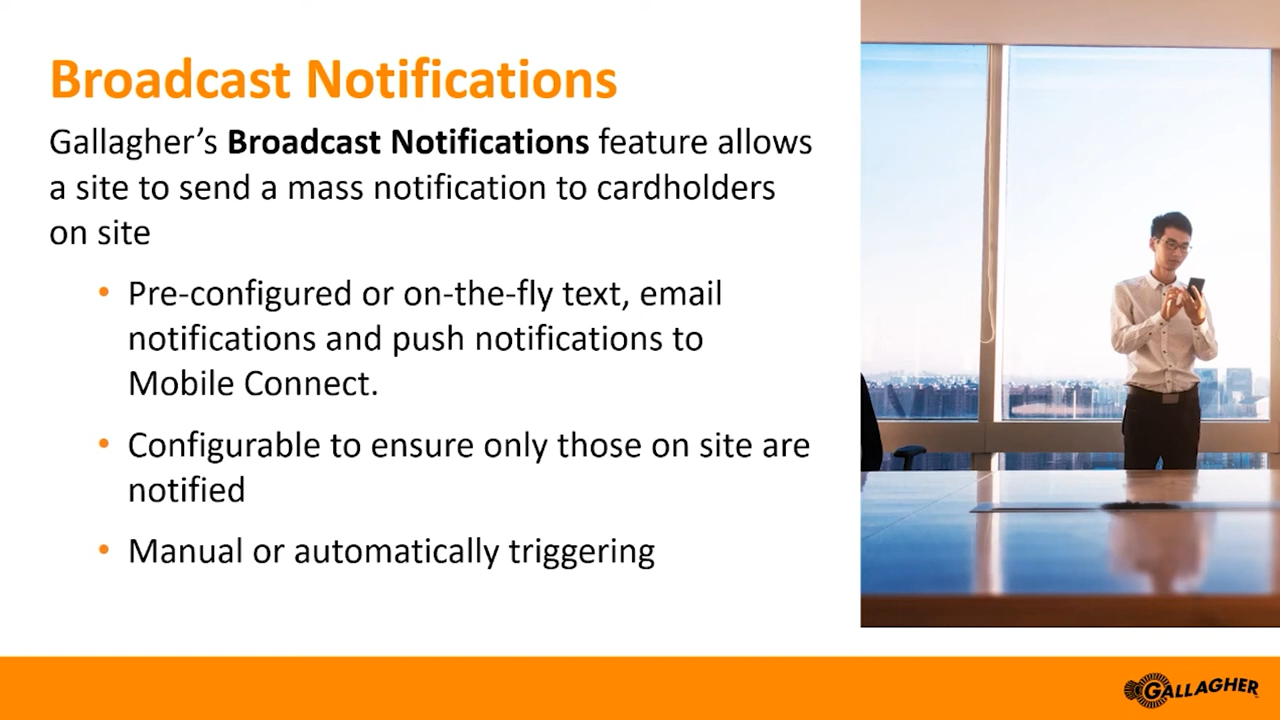 Broadcast Notifications
Gallagher’s Broadcast Notifications feature allows
a site to send a mass notification to cardholders
on site
• Pre-configured or on-the-fly text, email
notifications and push notifications to
Mobile Connect.
• Configurable to ensure only those on site are
notified
• Manual or automatically triggering
GALLAGHER